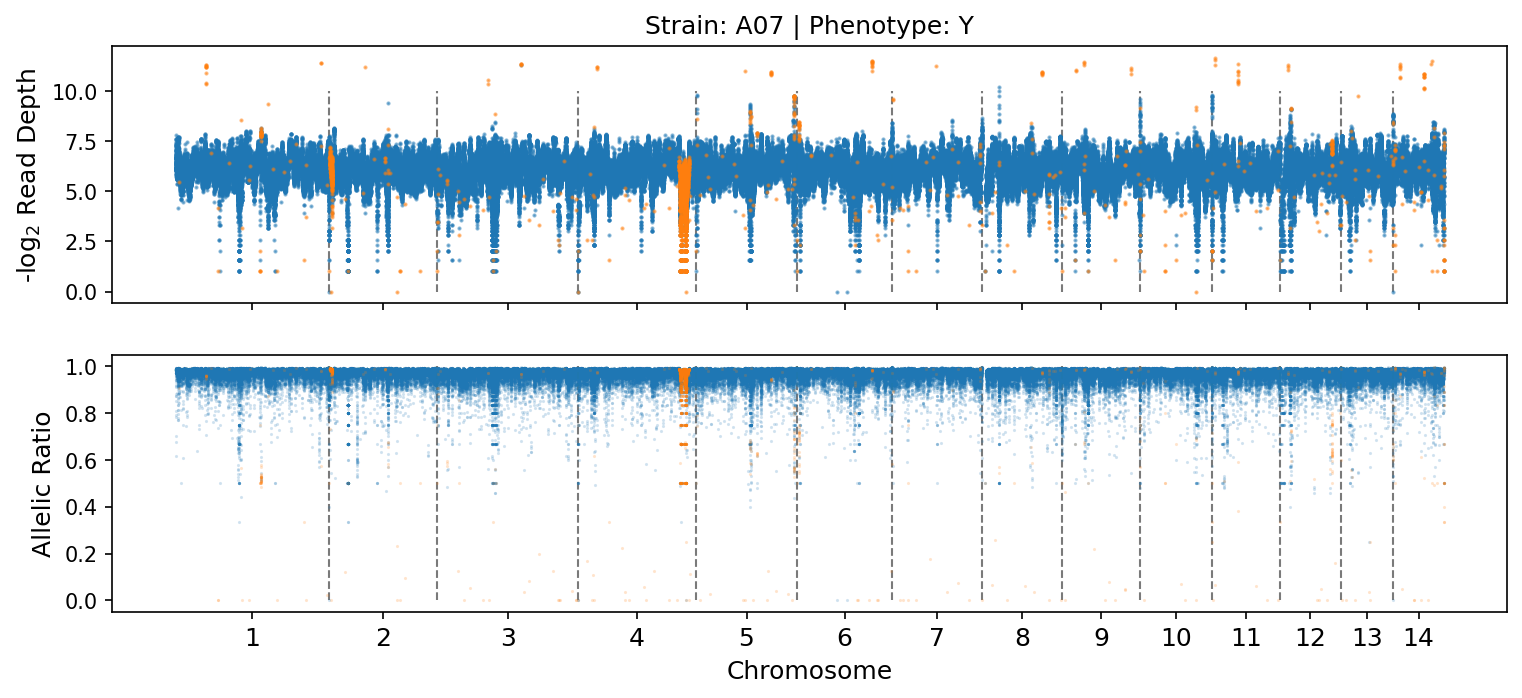 Strain: A07 | Phenotype: Y
-log₂ Read Depth
10.0
7.5
5.0
2.5
0.0
Allelic Ratio
1.0
0.8
0.6
0.4
0.2
0.0
1 2 3 4 5 6 7 8 9 10 11 12 13 14
Chromosome